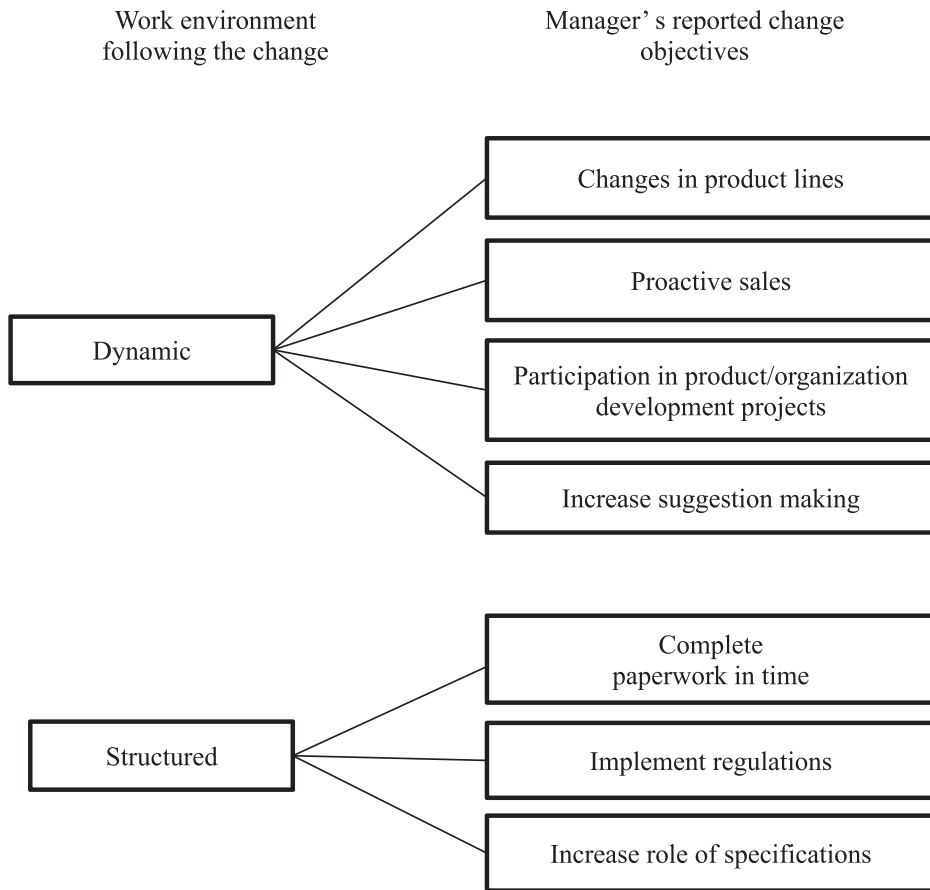 Work environment
following the change
Manager’ s reported change
objectives
Changes in product lines
Proactive sales
Dynamic
Participation in product/organization
development projects
Increase suggestion making
Complete
paperwork in time
Structured
Implement regulations
Increase role of specifications